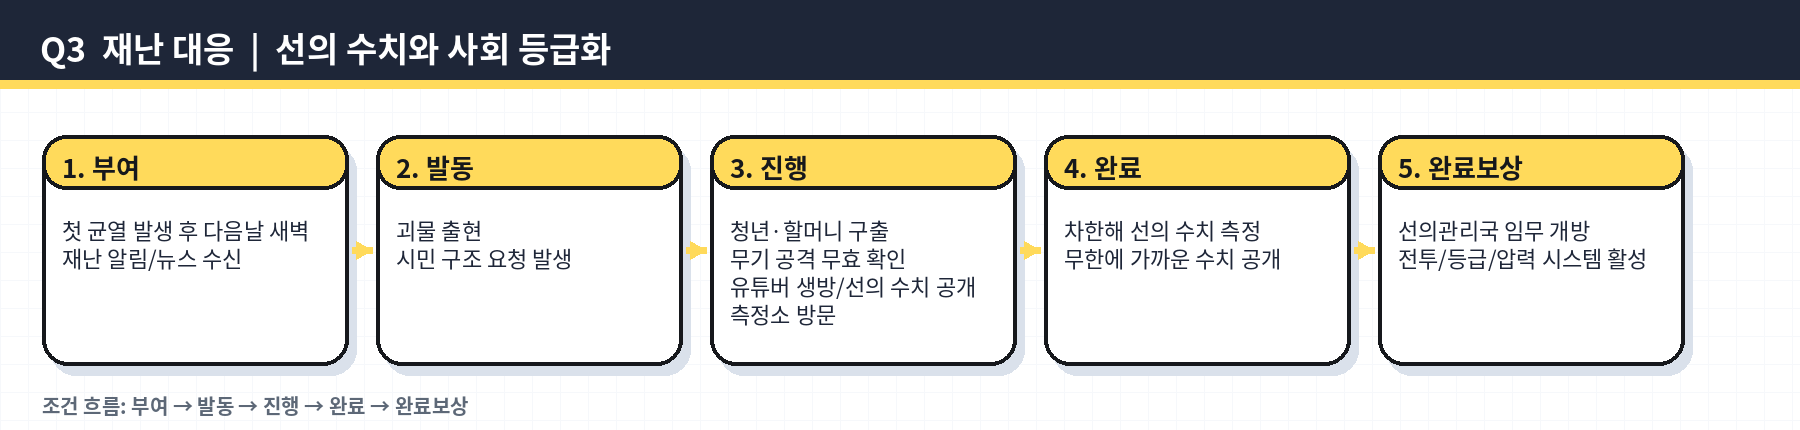 Q3 재난 대응 | 선의 수치와 사회 등급화
1. 부여
첫 균열 발생 후 다음날 새벽
재난 알림/뉴스 수신
2. 발동
괴물 출현
시민 구조 요청 발생
3. 진행
청년·할머니 구출
무기 공격 무효 확인
유튜버 생방/선의 수치 공개
측정소 방문
4. 완료
차한해 선의 수치 측정
무한에 가까운 수치 공개
5. 완료보상
선의관리국 임무 개방
전투/등급/압력 시스템 활성
조건 흐름: 부여 → 발동 → 진행 → 완료 → 완료보상